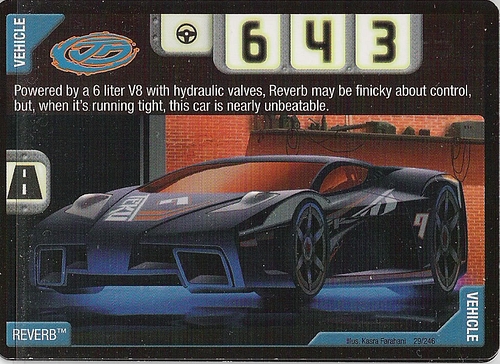 VEHICLE
6 4 3
Powered by a 6 liter V8 with hydraulic valves, Reverb may be finicky about control,
but, when it's running tight, this car is nearly unbeatable.
REVERB™
Illus. Kasra Farahani 29/246
VEHICLE